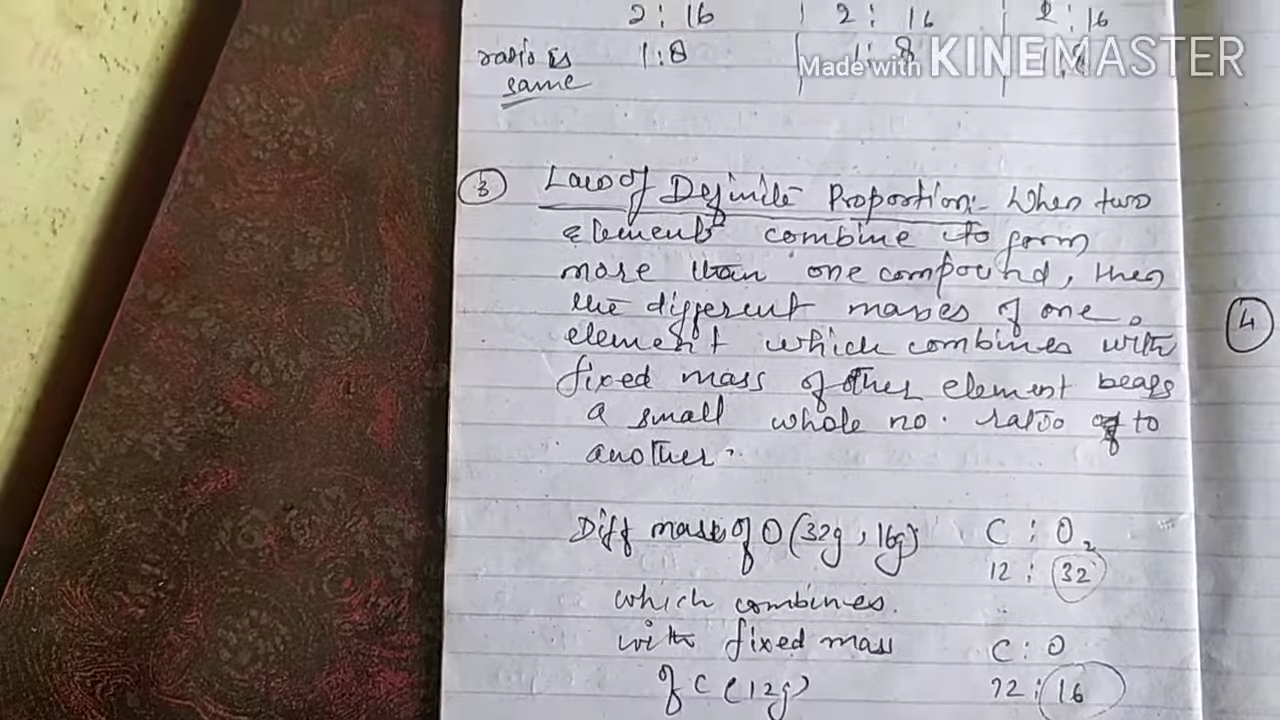 2 : 16 | 2 : 16 | 2 : 16
ratio is 1 : 8 | 1 : 8 | 1 : 8
same
Made with KINEMASTER
③ Law of Definite Proportion:- When two
elements combine to form
more than one compound, then
the different masses of one
element which combines with
fixed mass of other element bears
a small whole no. ratio to
another.
④
Diff mass of O (32g, 16g) C : O₂
12 : 32
which combines.
with fixed mass C : O
of C (12g) 12 : 16